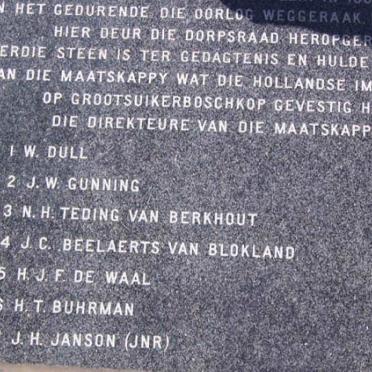 N HET GEDURENDE DIE OORLOG WEGGERAAK.
HIER DEUR DIE DORPSRAAD HEROPGER
ERDIE STEEN IS TER GEDAGTENIS EN HULDE
AN DIE MAATSKAPPY WAT DIE HOLLANDSE IM
OP GROOTSUIKERBOSCHKOP GEVESTIG H
DIE DIREKTEURE VAN DIE MAATSKAPP
1 W. DULL
2 J. W. GUNNING
3 N. H. TEDING VAN BERKHOUT
4 J. C. BEELAERTS VAN BLOKLAND
5 H. J. F. DE WAAL
6 H. T. BUHRMAN
J. H. JANSON (JNR)